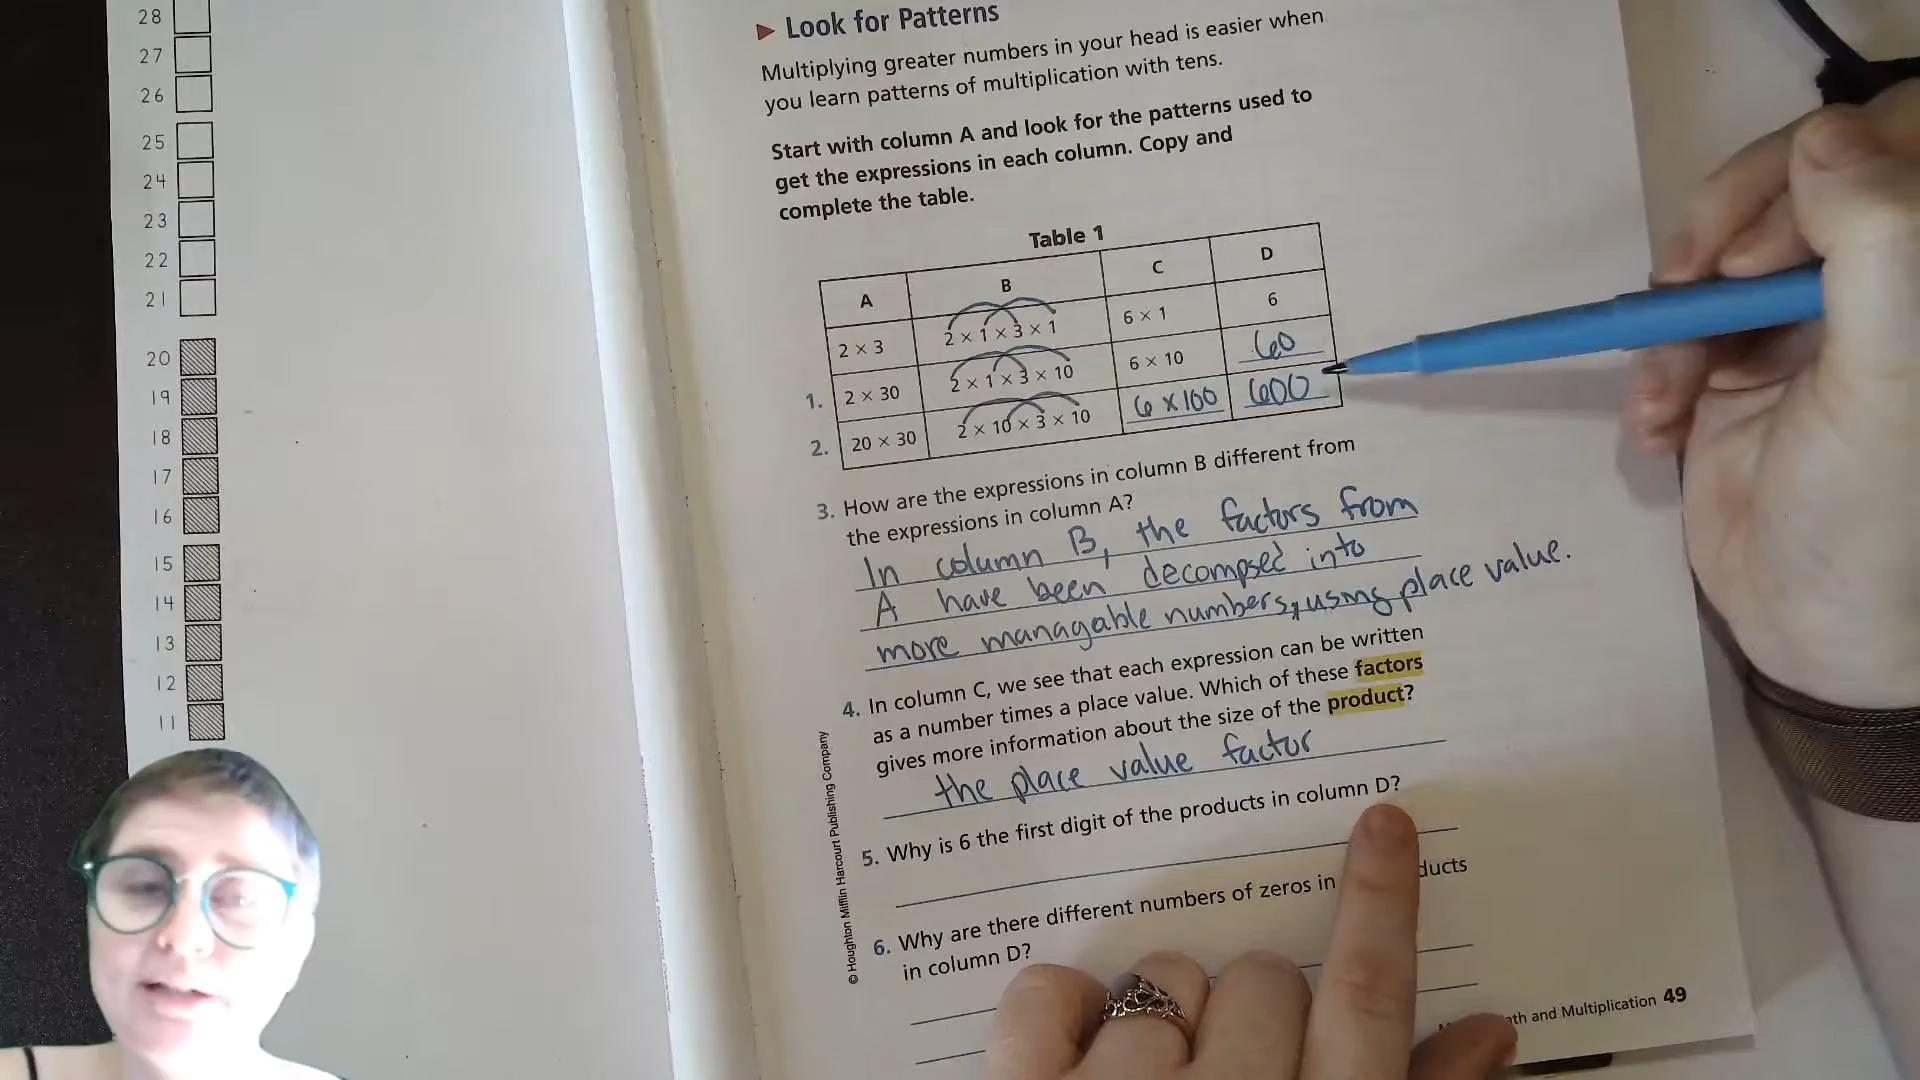 28
27
26
25
24
23
22
21
20
19
18
17
16
15
14
13
12
11
Look for Patterns
Multiplying greater numbers in your head is easier when
you learn patterns of multiplication with tens.
Start with column A and look for the patterns used to
get the expressions in each column. Copy and
complete the table.
Table 1
A B C D
2 × 3 2 × 1 × 3 × 1 6 × 1 6
1. 2 × 30 2 × 1 × 3 × 10 6 × 10 60
2. 20 × 30 2 × 10 × 3 × 10 6 × 100 600
3. How are the expressions in column B different from
the expressions in column A?
In column B, the factors from
A have been decompsed into
more managable numbers, using place value.
4. In column C, we see that each expression can be written
as a number times a place value. Which of these factors
gives more information about the size of the product?
the place value factor
5. Why is 6 the first digit of the products in column D?
6. Why are there different numbers of zeros in ducts
in column D?
© Houghton Mifflin Harcourt Publishing Company
ath and Multiplication 49